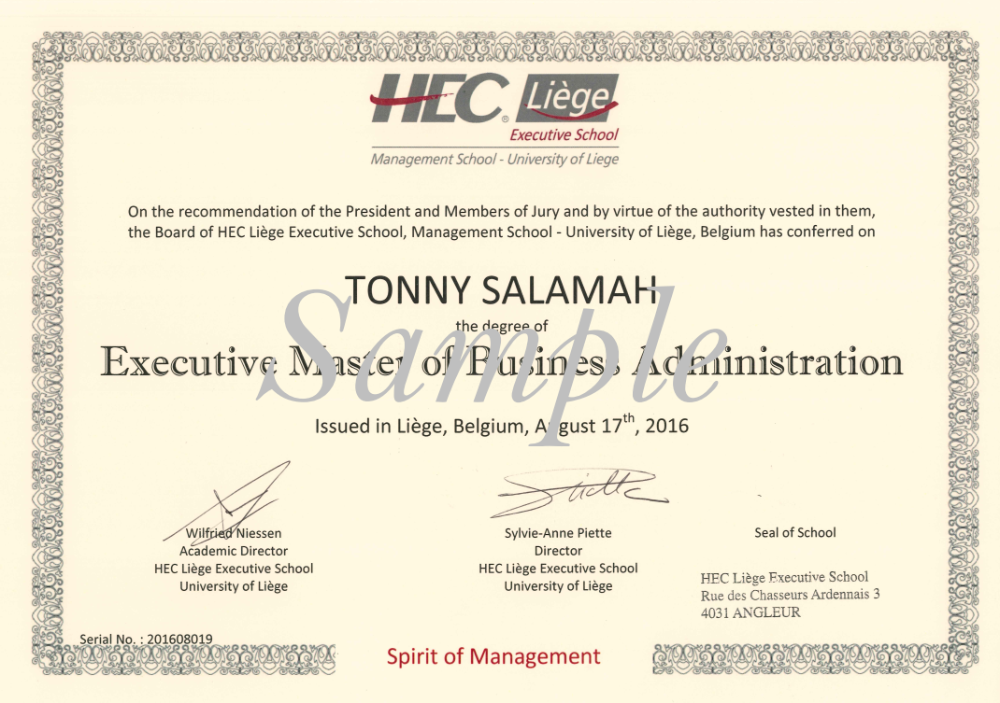 HEC Liège
Executive School
Management School - University of Liege
On the recommendation of the President and Members of Jury and by virtue of the authority vested in them,
the Board of HEC Liège Executive School, Management School - University of Liège, Belgium has conferred on
TONNY SALAMAH
the degree of
Executive Master of Business Administration
Sample
Issued in Liège, Belgium, August 17th, 2016
Wilfried Niessen
Academic Director
HEC Liège Executive School
University of Liège
Sylvie-Anne Piette
Director
HEC Liège Executive School
University of Liège
Seal of School
HEC Liège Executive School
Rue des Chasseurs Ardennais 3
4031 ANGLEUR
Serial No. : 201608019
Spirit of Management